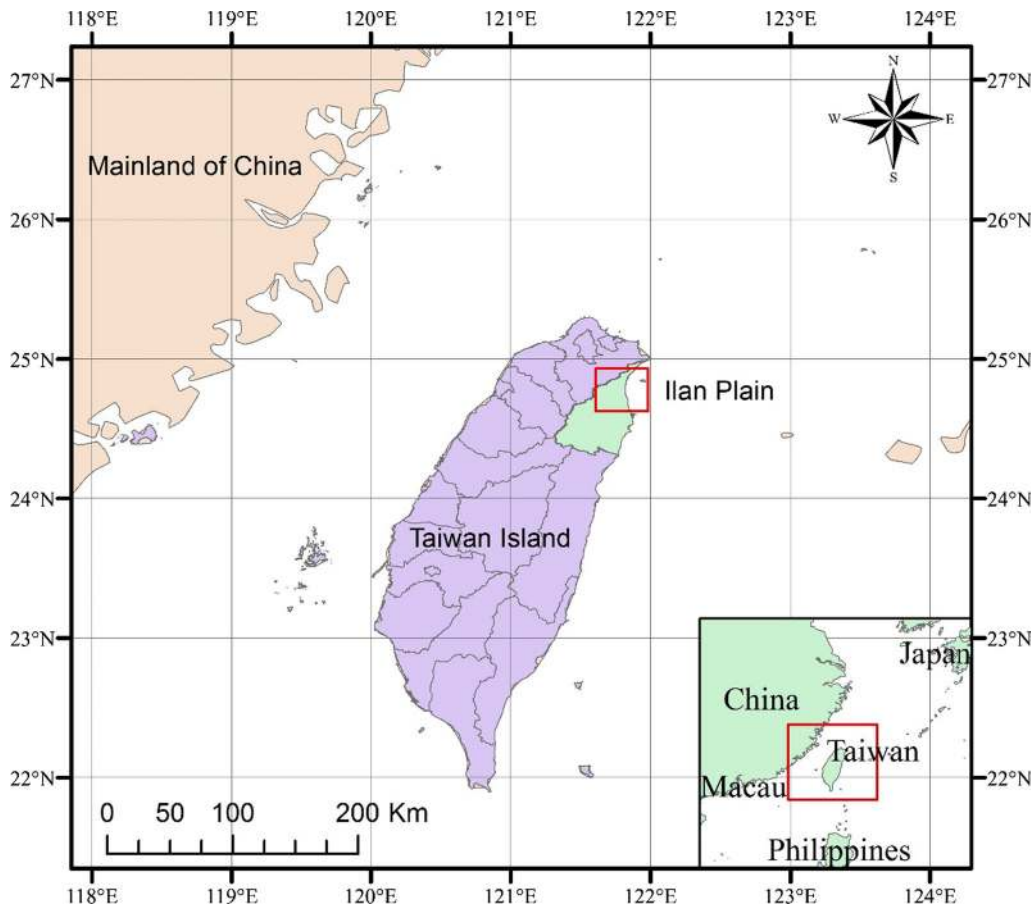 118°E 119°E 120°E 121°E 122°E 123°E 124°E
27°N 27°N
N
W E
S
Mainland of China
26°N 26°N
25°N 25°N
Ilan Plain
24°N 24°N
Taiwan Island
23°N 23°N
Japan
China
Taiwan
22°N 22°N
Macau
0 50 100 200 Km
Philippines
118°E 119°E 120°E 121°E 122°E 123°E 124°E